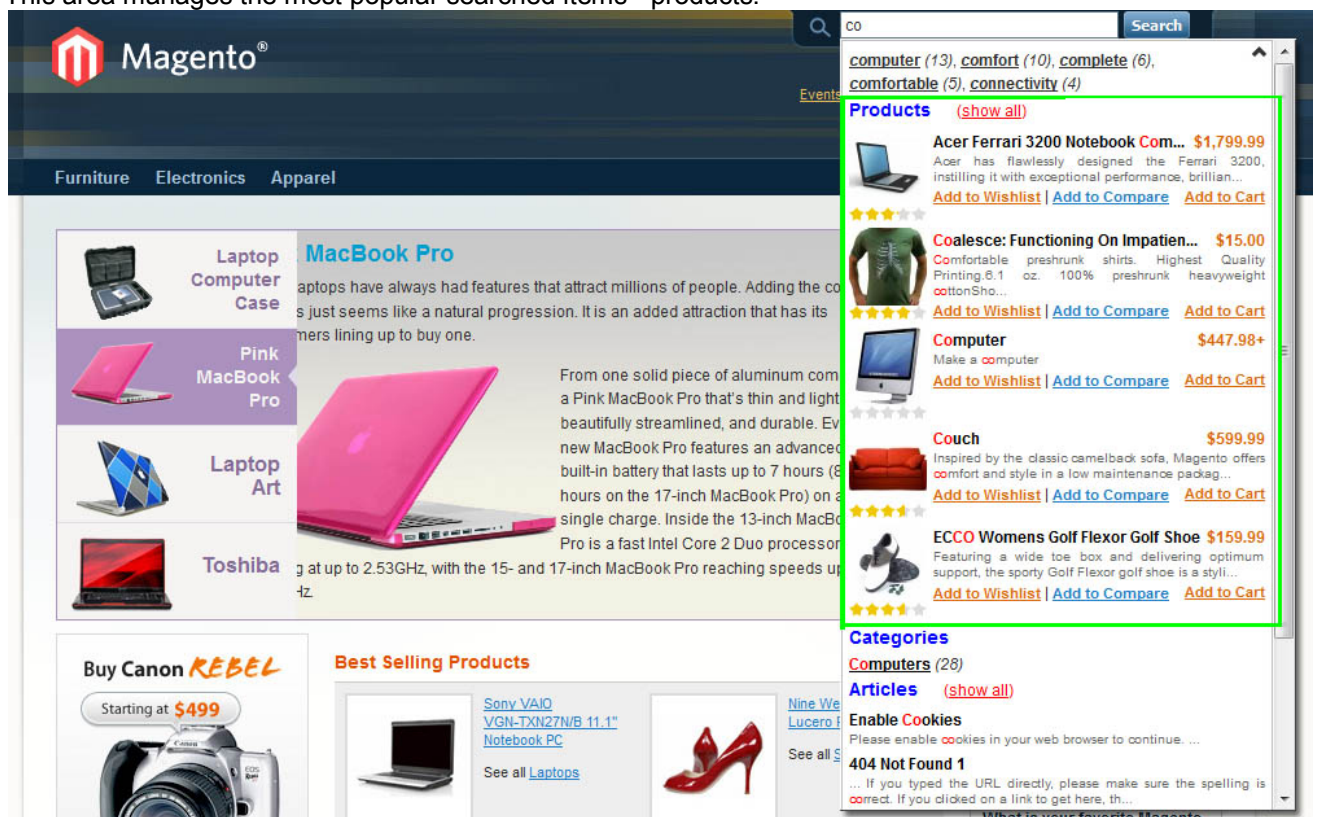 This area manages the most popular searched items - products.
Magento®
co
Search
Events
computer (13), comfort (10), complete (6),
comfortable (5), connectivity (4)
Products (show all)
Acer Ferrari 3200 Notebook Com... $1,799.99
Acer has flawlessly designed the Ferrari 3200,
instilling it with exceptional performance, brillian...
Add to Wishlist | Add to Compare Add to Cart
Coalesce: Functioning On Impatien... $15.00
Comfortable preshrunk shirts. Highest Quality
Printing.6.1 oz. 100% preshrunk heavyweight
cottonSho...
Add to Wishlist | Add to Compare Add to Cart
Computer $447.98+
Make a computer
Add to Wishlist | Add to Compare Add to Cart
Couch $599.99
Inspired by the classic camelback sofa, Magento offers
comfort and style in a low maintenance packag...
Add to Wishlist | Add to Compare Add to Cart
ECCO Womens Golf Flexor Golf Shoe $159.99
Featuring a wide toe box and delivering optimum
support, the sporty Golf Flexor golf shoe is a styli...
Add to Wishlist | Add to Compare Add to Cart
Categories
Computers (28)
Articles (show all)
Enable Cookies
Please enable cookies in your web browser to continue. ...
404 Not Found 1
... If you typed the URL directly, please make sure the spelling is
correct. If you clicked on a link to get here, th...
Furniture Electronics Apparel
Laptop
Computer
Case
Pink
MacBook
Pro
Laptop
Art
Toshiba
MacBook Pro
aptops have always had features that attract millions of people. Adding the co
s just seems like a natural progression. It is an added attraction that has its
mers lining up to buy one.
From one solid piece of aluminum com
a Pink MacBook Pro that's thin and light
beautifully streamlined, and durable. Ev
new MacBook Pro features an advanced
built-in battery that lasts up to 7 hours (8
hours on the 17-inch MacBook Pro) on a
single charge. Inside the 13-inch MacBo
Pro is a fast Intel Core 2 Duo processor
g at up to 2.53GHz, with the 15- and 17-inch MacBook Pro reaching speeds up
Hz.
Buy Canon REBEL
Starting at $499
Canon
EOS
Best Selling Products
Sony VAIO
VGN-TXN27N/B 11.1"
Notebook PC
See all Laptops
Nine We
Lucero P
See all S
What is your favorite Magento